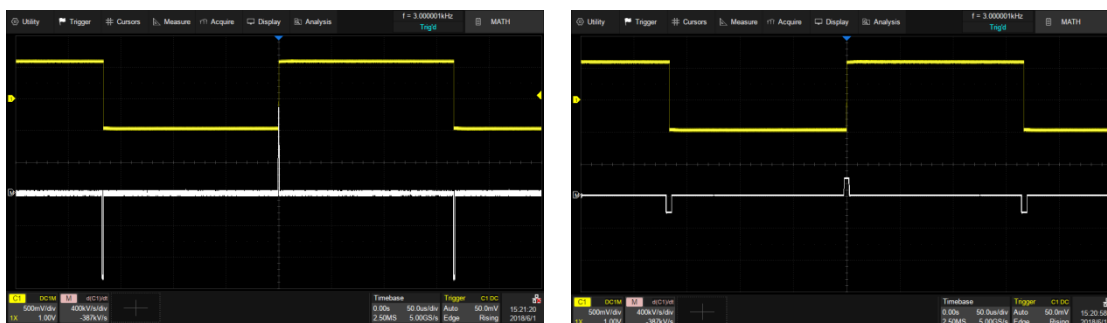 Utility Trigger Cursors Measure Acquire Display Analysis f = 3.000001kHz MATH
Trig'd
C1 DC1M M d(C1)/dt Timebase Trigger C1 DC
500mV/div 400kV/s/div 0.00s 50.0us/div Auto 50.0mV 15:21:20
1X 1.00V -387kV/s 2.50MS 5.00GS/s Edge Rising 2018/6/1
Utility Trigger Cursors Measure Acquire Display Analysis f = 3.000001kHz MATH
Trig'd
C1 DC1M M d(C1)/dt Timebase Trigger C1 DC
500mV/div 400kV/s/div 0.00s 50.0us/div Auto 50.0mV 15:20:58
1X 1.00V -387kV/s 2.50MS 5.00GS/s Edge Rising 2018/6/1